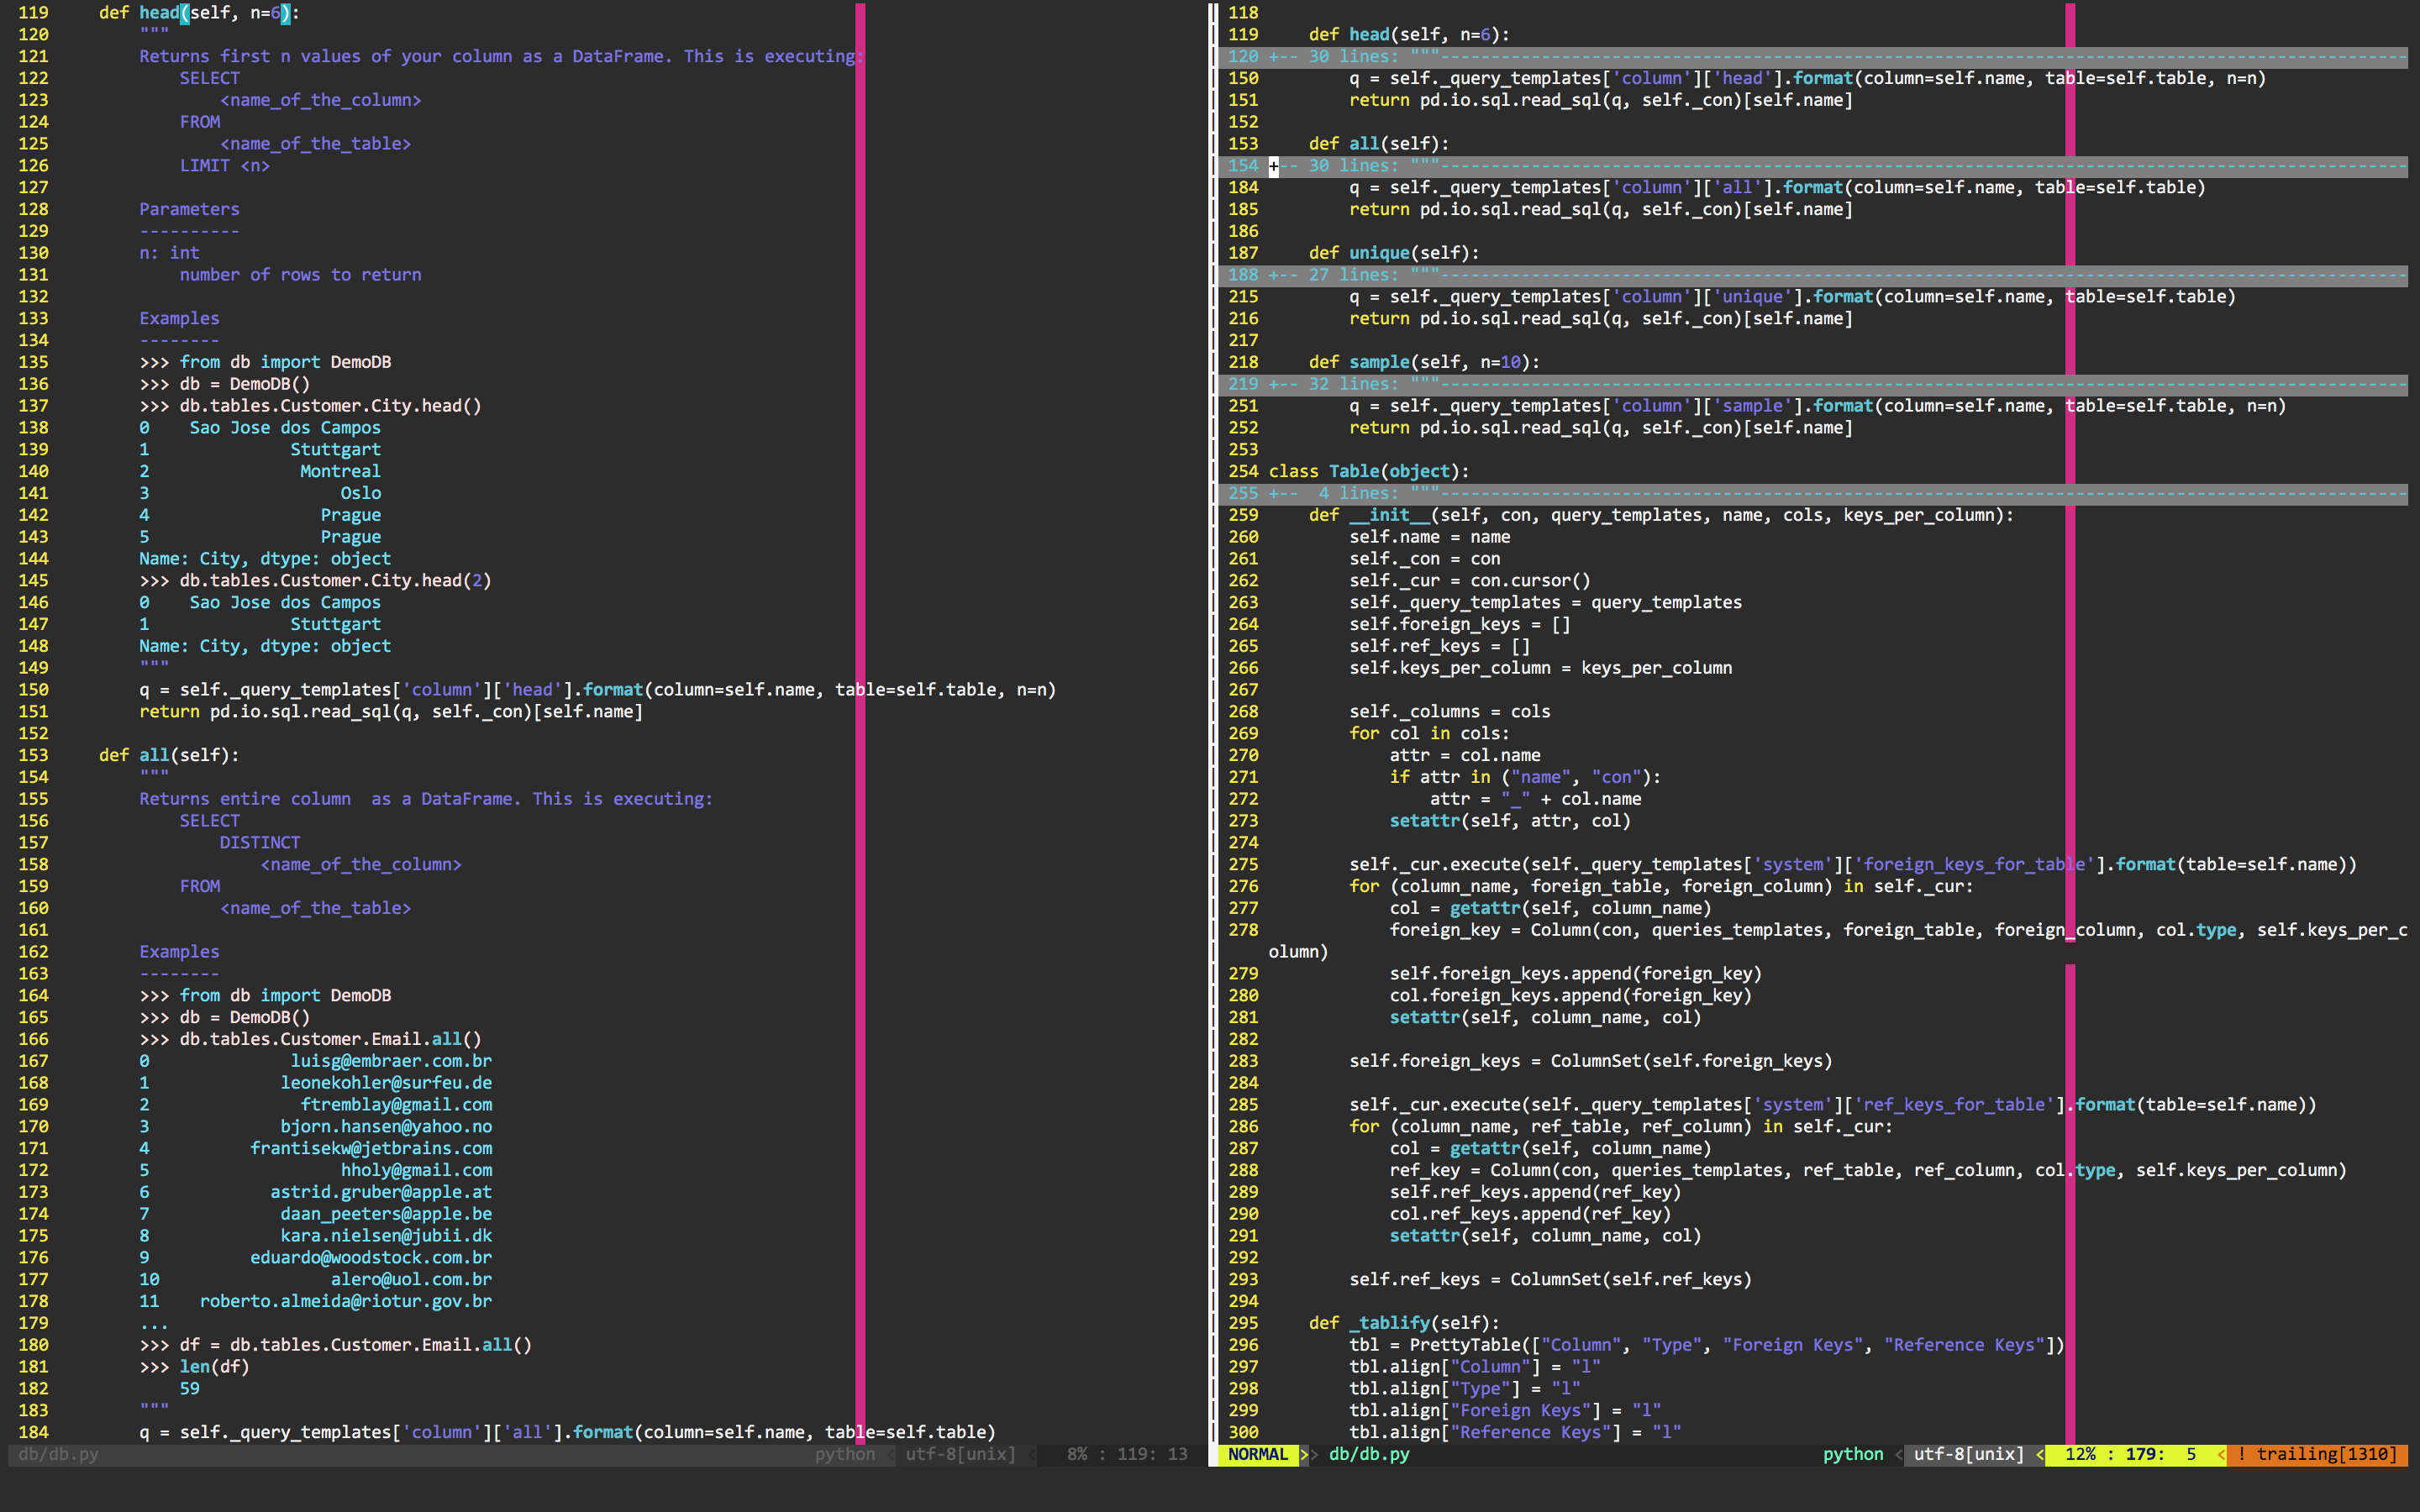 119     def head(self, n=6):
120         """
121         Returns first n values of your column as a DataFrame. This is executing:
122             SELECT
123                 <name_of_the_column>
124             FROM
125                 <name_of_the_table>
126             LIMIT <n>
127
128         Parameters
129         ----------
130         n: int
131             number of rows to return
132
133         Examples
134         --------
135         >>> from db import DemoDB
136         >>> db = DemoDB()
137         >>> db.tables.Customer.City.head()
138         0    Sao Jose dos Campos
139         1              Stuttgart
140         2               Montreal
141         3                   Oslo
142         4                 Prague
143         5                 Prague
144         Name: City, dtype: object
145         >>> db.tables.Customer.City.head(2)
146         0    Sao Jose dos Campos
147         1              Stuttgart
148         Name: City, dtype: object
149         """
150         q = self._query_templates['column']['head'].format(column=self.name, table=self.table, n=n)
151         return pd.io.sql.read_sql(q, self._con)[self.name]
152
153     def all(self):
154         """
155         Returns entire column  as a DataFrame. This is executing:
156             SELECT
157                 DISTINCT
158                     <name_of_the_column>
159             FROM
160                 <name_of_the_table>
161
162         Examples
163         --------
164         >>> from db import DemoDB
165         >>> db = DemoDB()
166         >>> db.tables.Customer.Email.all()
167         0              luisg@embraer.com.br
168         1             leonekohler@surfeu.de
169         2               ftremblay@gmail.com
170         3             bjorn.hansen@yahoo.no
171         4          frantisekw@jetbrains.com
172         5                   hholy@gmail.com
173         6            astrid.gruber@apple.at
174         7             daan_peeters@apple.be
175         8             kara.nielsen@jubii.dk
176         9          eduardo@woodstock.com.br
177         10                 alero@uol.com.br
178         11    roberto.almeida@riotur.gov.br
179         ...
180         >>> df = db.tables.Customer.Email.all()
181         >>> len(df)
182             59
183         """
184         q = self._query_templates['column']['all'].format(column=self.name, table=self.table)
db/db.py python < utf-8[unix] < 8% : 119: 13
118
119     def head(self, n=6):
120 +-- 30 lines: """----------------------------------------
150         q = self._query_templates['column']['head'].format(column=self.name, table=self.table, n=n)
151         return pd.io.sql.read_sql(q, self._con)[self.name]
152
153     def all(self):
154 +-- 30 lines: """----------------------------------------
184         q = self._query_templates['column']['all'].format(column=self.name, table=self.table)
185         return pd.io.sql.read_sql(q, self._con)[self.name]
186
187     def unique(self):
188 +-- 27 lines: """----------------------------------------
215         q = self._query_templates['column']['unique'].format(column=self.name, table=self.table)
216         return pd.io.sql.read_sql(q, self._con)[self.name]
217
218     def sample(self, n=10):
219 +-- 32 lines: """----------------------------------------
251         q = self._query_templates['column']['sample'].format(column=self.name, table=self.table, n=n)
252         return pd.io.sql.read_sql(q, self._con)[self.name]
253
254 class Table(object):
255 +--  4 lines: """----------------------------------------
259     def __init__(self, con, query_templates, name, cols, keys_per_column):
260         self.name = name
261         self._con = con
262         self._cur = con.cursor()
263         self._query_templates = query_templates
264         self.foreign_keys = []
265         self.ref_keys = []
266         self.keys_per_column = keys_per_column
267
268         self._columns = cols
269         for col in cols:
270             attr = col.name
271             if attr in ("name", "con"):
272                 attr = "_" + col.name
273             setattr(self, attr, col)
274
275         self._cur.execute(self._query_templates['system']['foreign_keys_for_table'].format(table=self.name))
276         for (column_name, foreign_table, foreign_column) in self._cur:
277             col = getattr(self, column_name)
278             foreign_key = Column(con, queries_templates, foreign_table, foreign_column, col.type, self.keys_per_c
olumn)
279             self.foreign_keys.append(foreign_key)
280             col.foreign_keys.append(foreign_key)
281             setattr(self, column_name, col)
282
283         self.foreign_keys = ColumnSet(self.foreign_keys)
284
285         self._cur.execute(self._query_templates['system']['ref_keys_for_table'].format(table=self.name))
286         for (column_name, ref_table, ref_column) in self._cur:
287             col = getattr(self, column_name)
288             ref_key = Column(con, queries_templates, ref_table, ref_column, col.type, self.keys_per_column)
289             self.ref_keys.append(ref_key)
290             col.ref_keys.append(ref_key)
291             setattr(self, column_name, col)
292
293         self.ref_keys = ColumnSet(self.ref_keys)
294
295     def _tablify(self):
296         tbl = PrettyTable(["Column", "Type", "Foreign Keys", "Reference Keys"])
297         tbl.align["Column"] = "l"
298         tbl.align["Type"] = "l"
299         tbl.align["Foreign Keys"] = "l"
300         tbl.align["Reference Keys"] = "l"
NORMAL >> db/db.py python < utf-8[unix] < 12% : 179: 5 < ! trailing[1310]